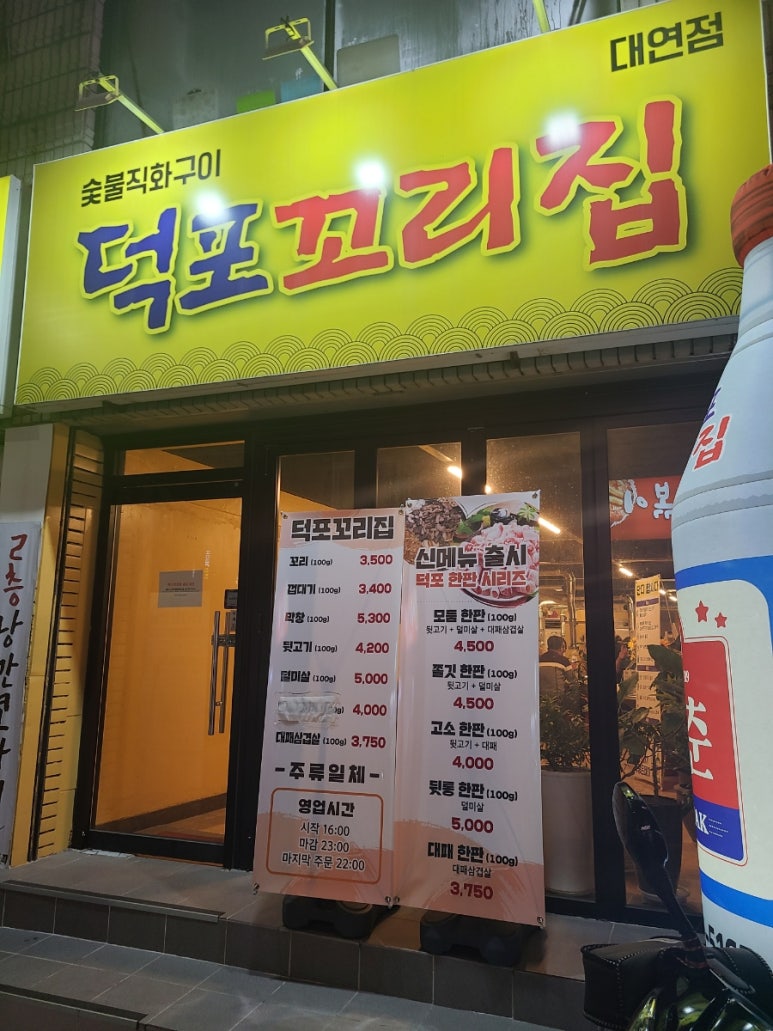 대연점
숯불직화구이
덕포꼬리집
덕포꼬리집
꼬리 (100g) 3,500
껍대기 (100g) 3,400
막창 (100g) 5,300
뒷고기 (100g) 4,200
덜미살 (100g) 5,000
4,000
대패삼겹살 (100g) 3,750
- 주류일체 -
영업시간
시작 16:00
마감 23:00
마지막 주문 22:00
신메뉴 출시
덕포 한판 시리즈
모둠 한판 (100g)
뒷고기 + 덜미살 + 대패삼겹살
4,500
쫄깃 한판 (100g)
뒷고기 + 덜미살
4,500
고소 한판 (100g)
뒷고기 + 대패
4,000
뒷통 한판 (100g)
덜미살
5,000
대패 한판 (100g)
대패삼겹살
3,750
집